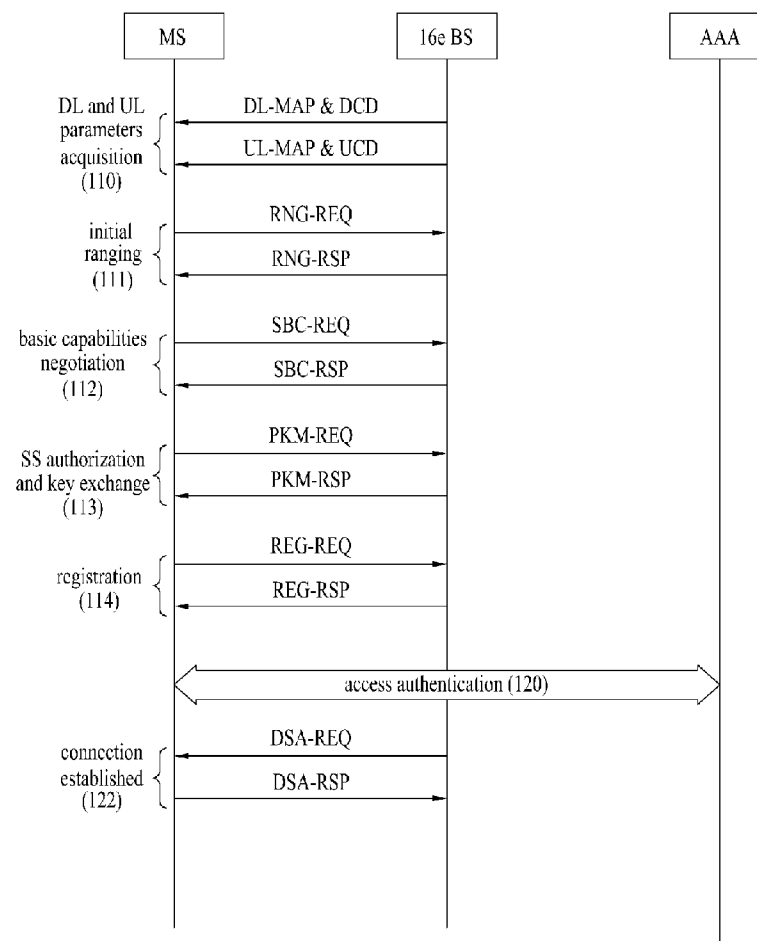 MS
16e BS
AAA
DL and UL
parameters
acquisition
(110)
DL-MAP & DCD
UL-MAP & UCD
initial
ranging
(111)
RNG-REQ
RNG-RSP
basic capabilities
negotiation
(112)
SBC-REQ
SBC-RSP
SS authorization
and key exchange
(113)
PKM-REQ
PKM-RSP
registration
(114)
REG-REQ
REG-RSP
access authentication (120)
connection
established
(122)
DSA-REQ
DSA-RSP